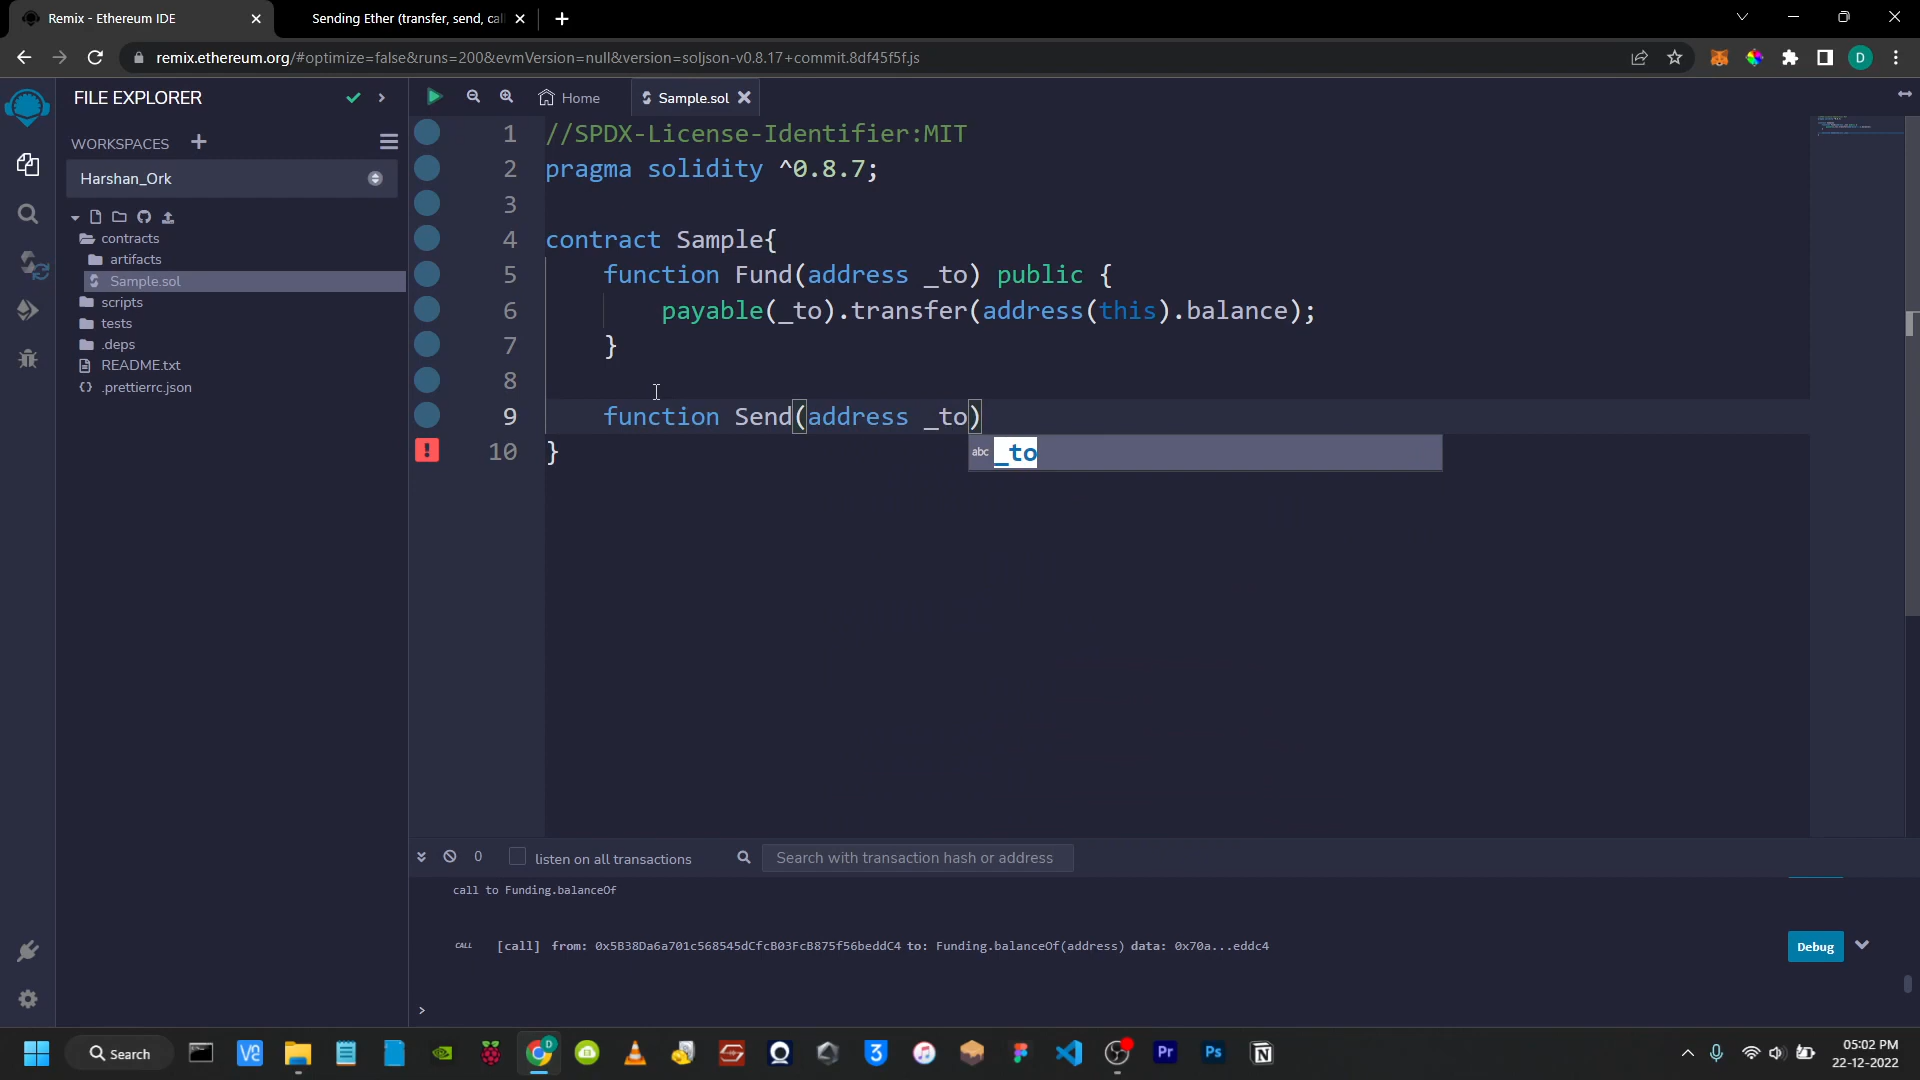 Remix - Ethereum IDE
Sending Ether (transfer, send, cal
remix.ethereum.org/#optimize=false&runs=200&evmVersion=null&version=soljson-v0.8.17+commit.8df45f5f.js
D
FILE EXPLORER
Home
Sample.sol
WORKSPACES
Harshan_Ork
contracts
artifacts
Sample.sol
scripts
tests
.deps
README.txt
.prettierrc.json
1 //SPDX-License-Identifier:MIT
2 pragma solidity ^0.8.7;
3
4 contract Sample{
5 function Fund(address _to) public {
6 payable(_to).transfer(address(this).balance);
7 }
8
9 function Send(address _to)
abc _to
10 }
0 listen on all transactions
Search with transaction hash or address
call to Funding.balanceOf
CALL [call] from: 0x5B38Da6a701c568545dCfcB03FcB875f56beddC4 to: Funding.balanceOf(address) data: 0x70a...eddc4
Debug
>
Search
D
Pr
Ps
05:02 PM
22-12-2022